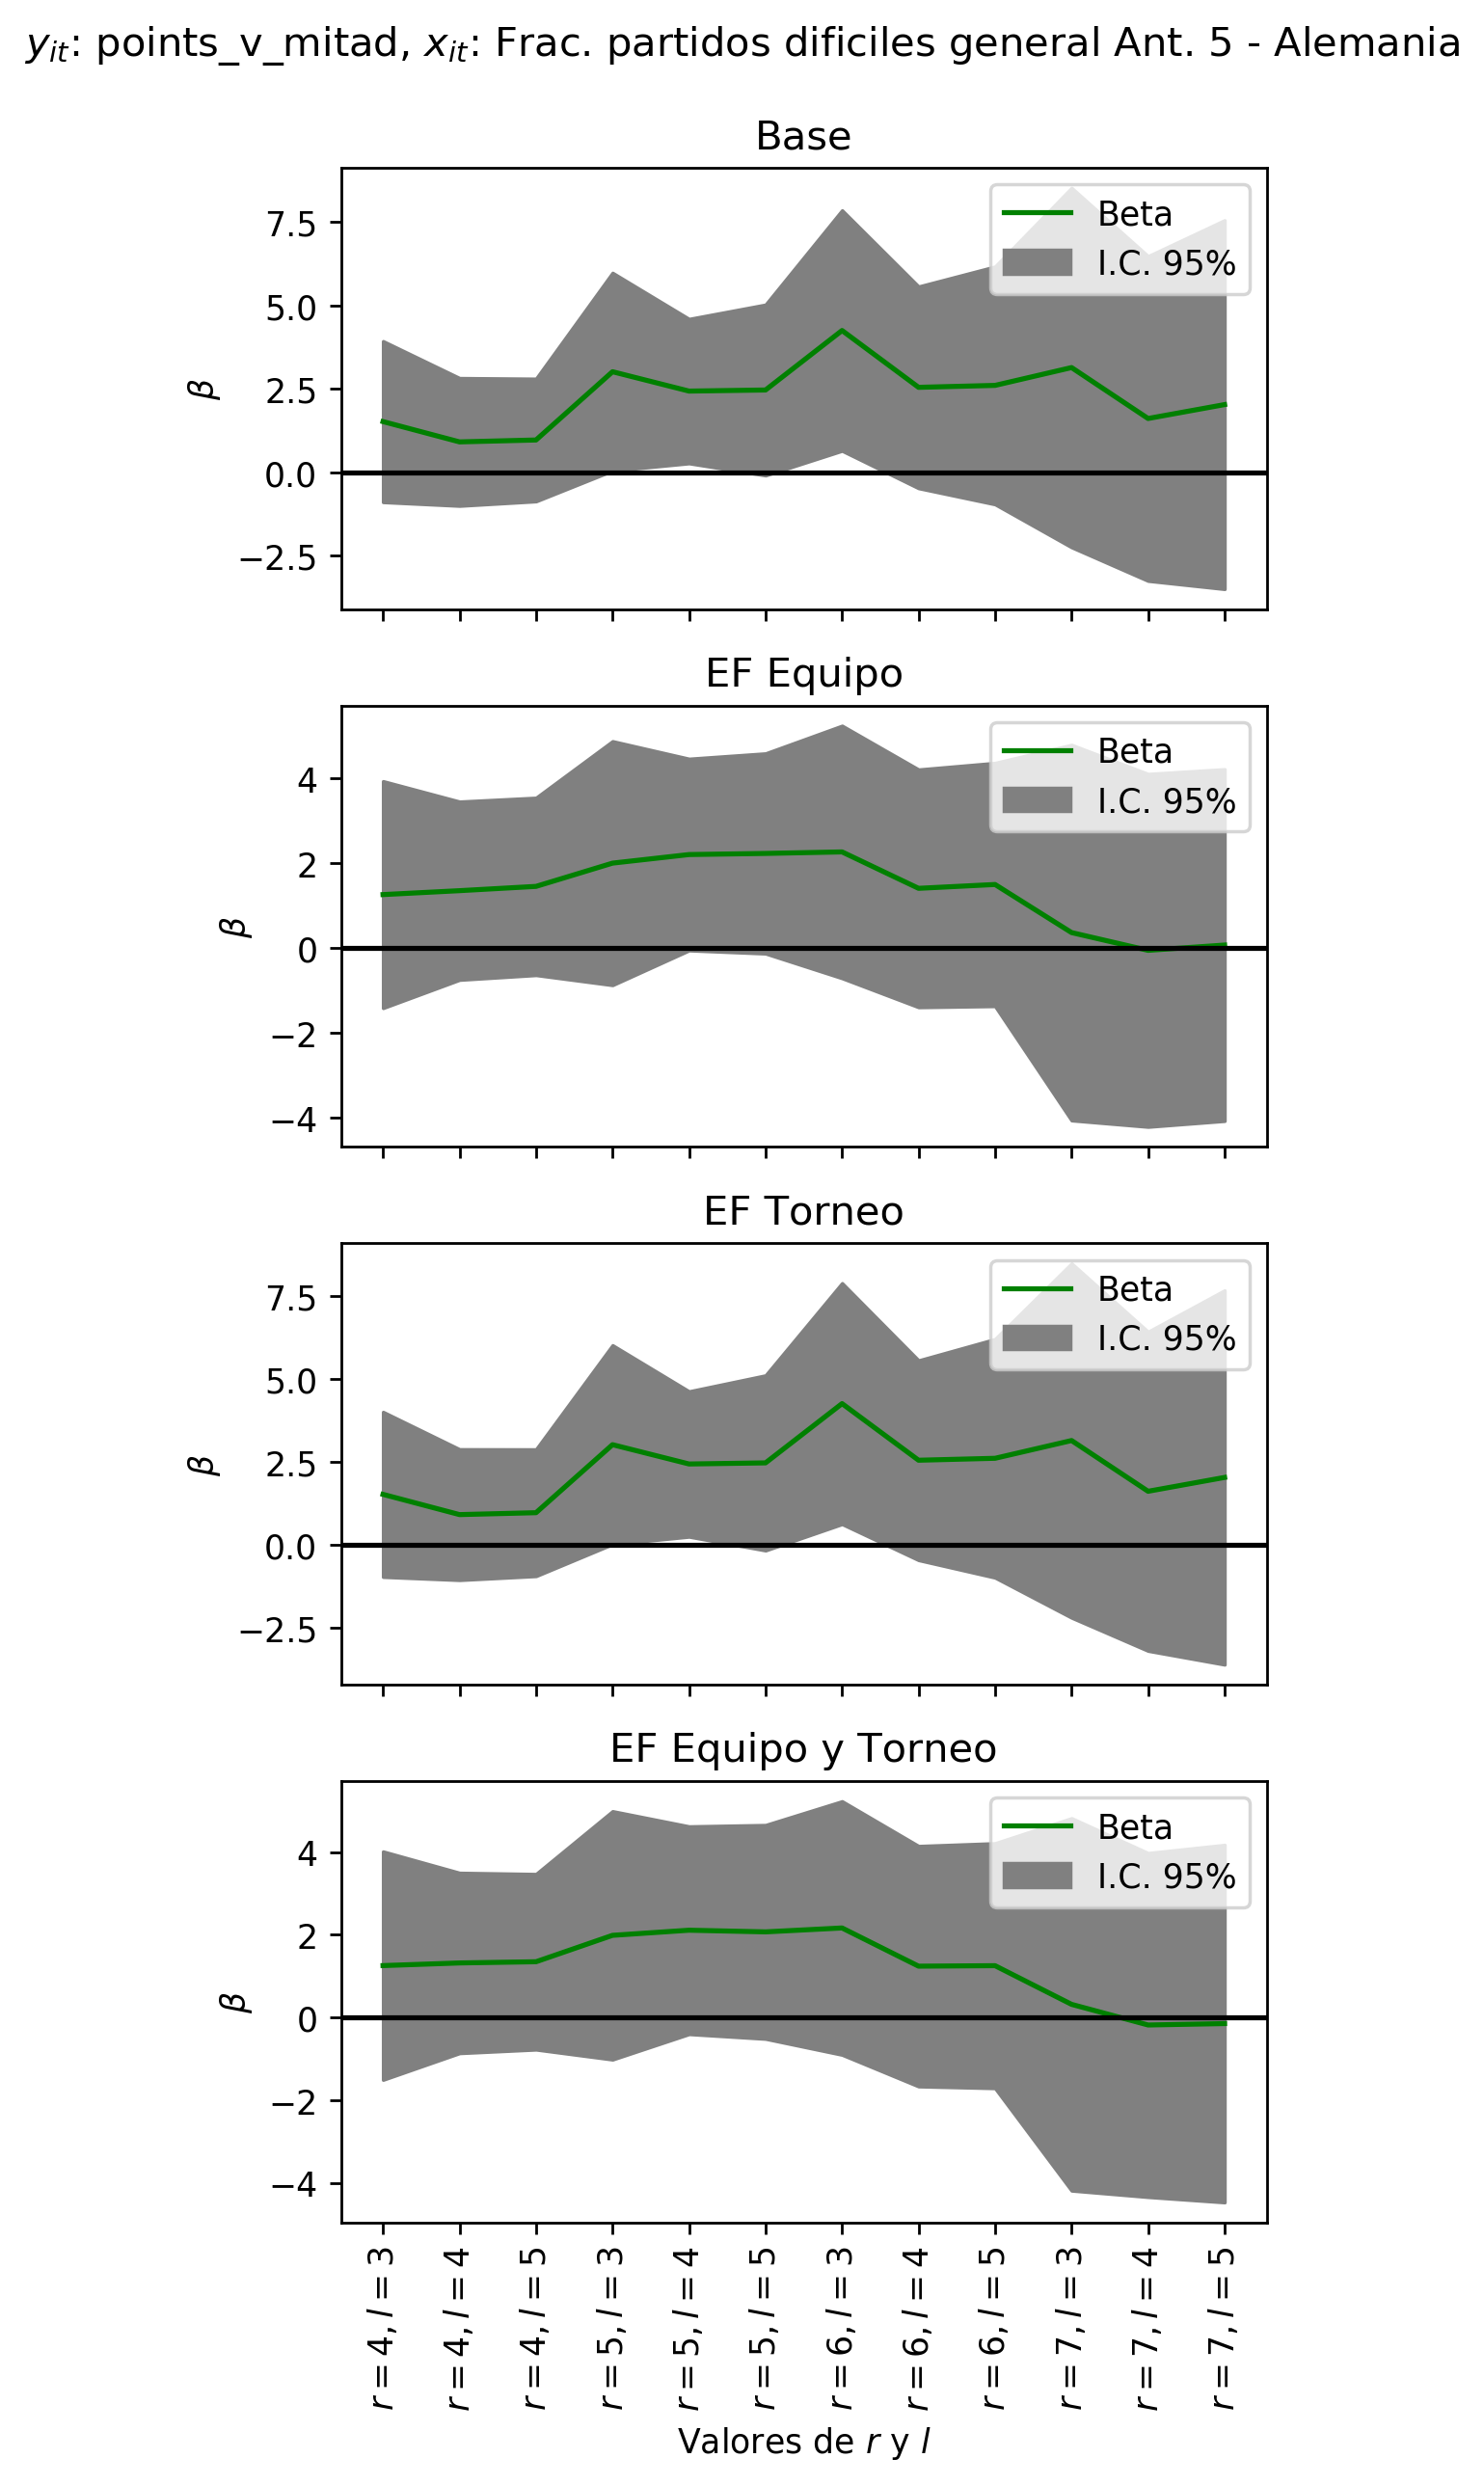 y_{it}: points_v_mitad, x_{it}: Frac. partidos dificiles general Ant. 5 - Alemania
Base
Beta
I.C. 95%
7.5
5.0
2.5
0.0
−2.5
β
EF Equipo
Beta
I.C. 95%
4
2
0
−2
−4
β
EF Torneo
Beta
I.C. 95%
7.5
5.0
2.5
0.0
−2.5
β
EF Equipo y Torneo
Beta
I.C. 95%
4
2
0
−2
−4
β
r = 4, l = 3
r = 4, l = 4
r = 4, l = 5
r = 5, l = 3
r = 5, l = 4
r = 5, l = 5
r = 6, l = 3
r = 6, l = 4
r = 6, l = 5
r = 7, l = 3
r = 7, l = 4
r = 7, l = 5
Valores de r y l